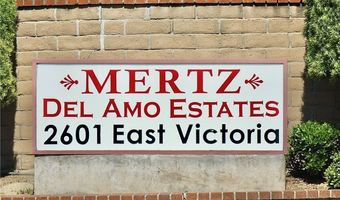 MERTZ
DEL AMO ESTATES
2601 East Victoria